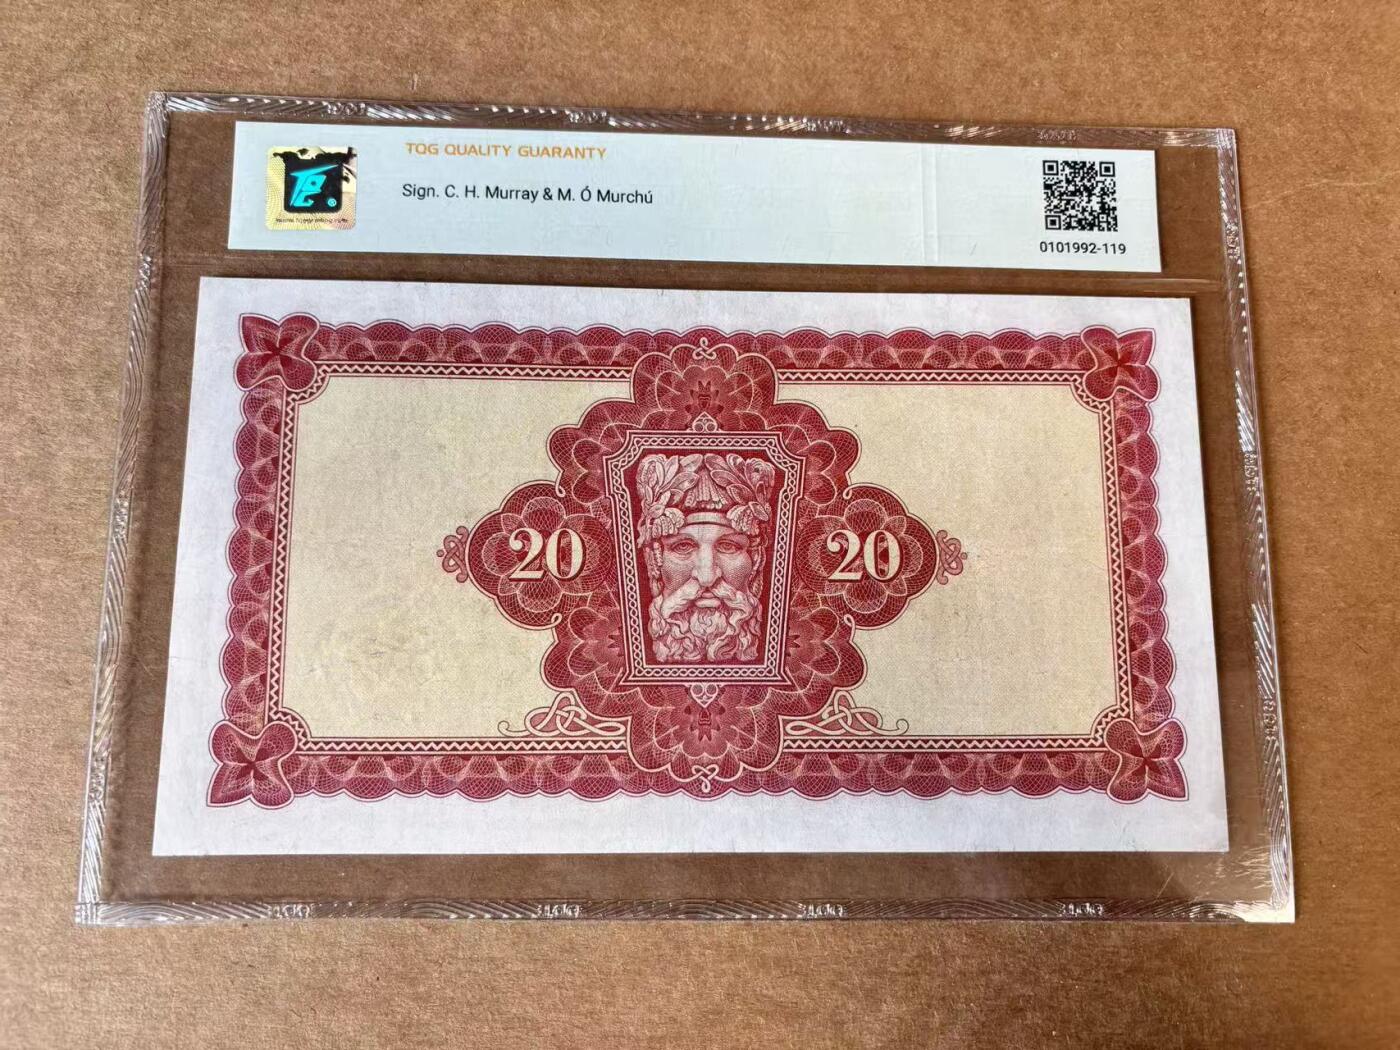 TQG QUALITY GUARANTY
Sign. C. H. Murray & M. Ó Murchú
0101992-119
20 20